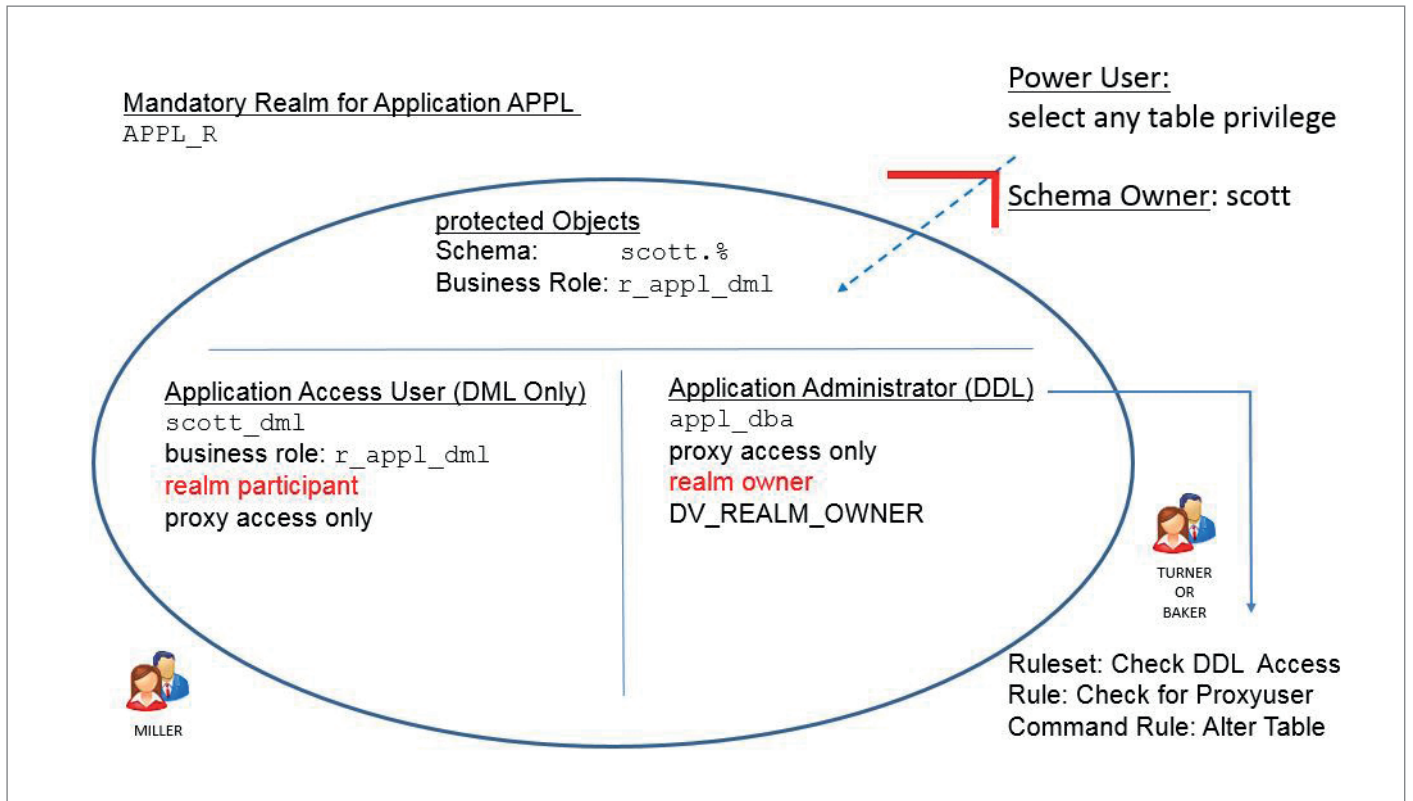 Mandatory Realm for Application APPL
APPL_R
Power User:
select any table privilege
Schema Owner: scott
protected Objects
Schema: scott.%
Business Role: r_appl_dml
Application Access User (DML Only)
scott_dml
business role: r_appl_dml
realm participant
proxy access only
Application Administrator (DDL)
appl_dba
proxy access only
realm owner
DV_REALM_OWNER
TURNER
OR
BAKER
MILLER
Ruleset: Check DDL Access
Rule: Check for Proxyuser
Command Rule: Alter Table